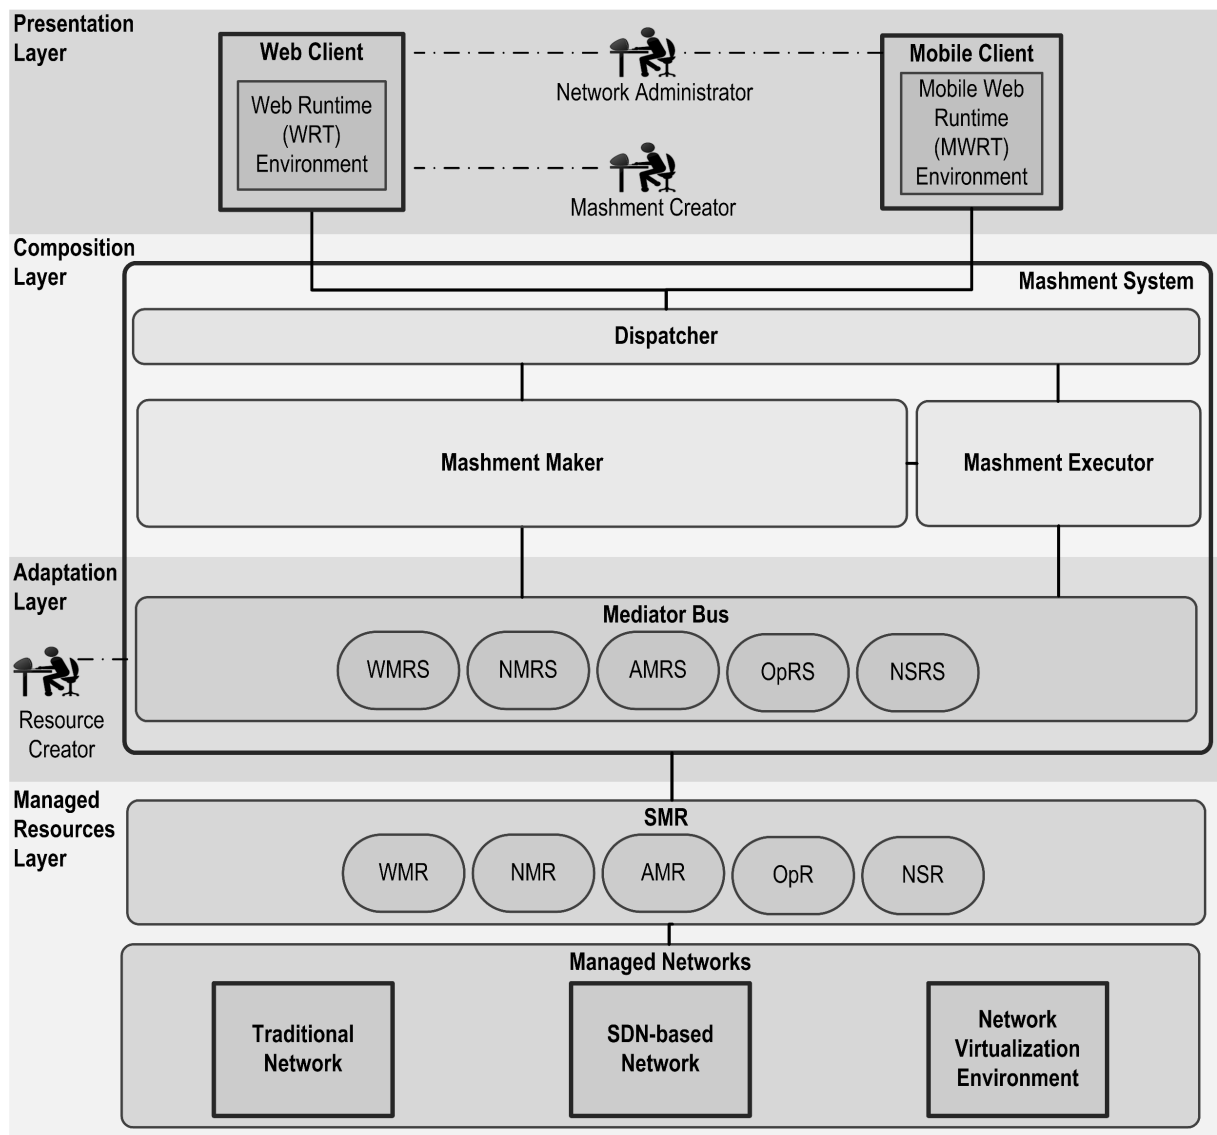 Presentation
Layer
Web Client
Web Runtime
(WRT)
Environment
Network Administrator
Mashment Creator
Mobile Client
Mobile Web
Runtime
(MWRT)
Environment
Composition
Layer
Mashment System
Dispatcher
Mashment Maker
Mashment Executor
Adaptation
Layer
Resource
Creator
Mediator Bus
WMRS
NMRS
AMRS
OpRS
NSRS
Managed
Resources
Layer
SMR
WMR
NMR
AMR
OpR
NSR
Managed Networks
Traditional
Network
SDN-based
Network
Network
Virtualization
Environment